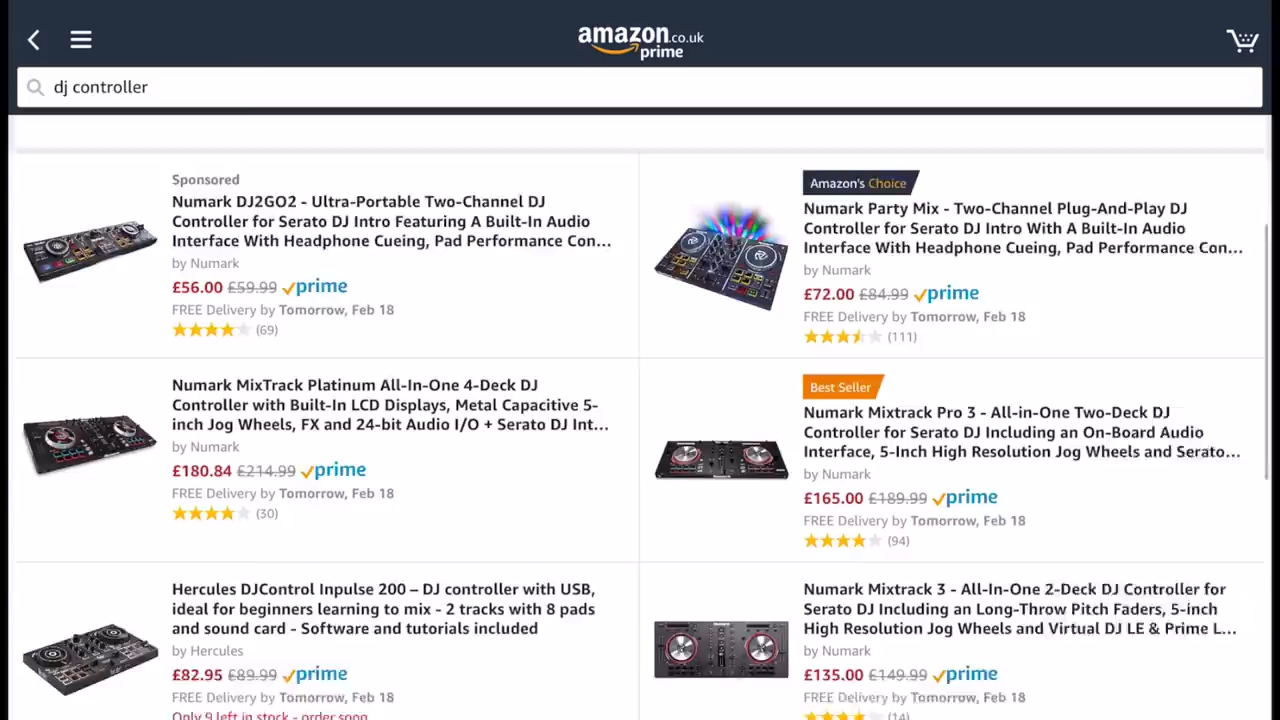 amazon.co.uk
prime
dj controller
Sponsored
Numark DJ2GO2 - Ultra-Portable Two-Channel DJ
Controller for Serato DJ Intro Featuring A Built-In Audio
Interface With Headphone Cueing, Pad Performance Con...
by Numark
£56.00 £59.99 prime
FREE Delivery by Tomorrow, Feb 18
(69)
Amazon's Choice
Numark Party Mix - Two-Channel Plug-And-Play DJ
Controller for Serato DJ Intro With A Built-In Audio
Interface With Headphone Cueing, Pad Performance Con...
by Numark
£72.00 £84.99 prime
FREE Delivery by Tomorrow, Feb 18
(111)
Numark MixTrack Platinum All-In-One 4-Deck DJ
Controller with Built-In LCD Displays, Metal Capacitive 5-
inch Jog Wheels, FX and 24-bit Audio I/O + Serato DJ Int...
by Numark
£180.84 £214.99 prime
FREE Delivery by Tomorrow, Feb 18
(30)
Best Seller
Numark Mixtrack Pro 3 - All-in-One Two-Deck DJ
Controller for Serato DJ Including an On-Board Audio
Interface, 5-Inch High Resolution Jog Wheels and Serato...
by Numark
£165.00 £189.99 prime
FREE Delivery by Tomorrow, Feb 18
(94)
Hercules DJControl Inpulse 200 – DJ controller with USB,
ideal for beginners learning to mix - 2 tracks with 8 pads
and sound card - Software and tutorials included
by Hercules
£82.95 £89.99 prime
FREE Delivery by Tomorrow, Feb 18
Only 9 left in stock - order soon
Numark Mixtrack 3 - All-In-One 2-Deck DJ Controller for
Serato DJ Including an Long-Throw Pitch Faders, 5-inch
High Resolution Jog Wheels and Virtual DJ LE & Prime L...
by Numark
£135.00 £149.99 prime
FREE Delivery by Tomorrow, Feb 18
(14)